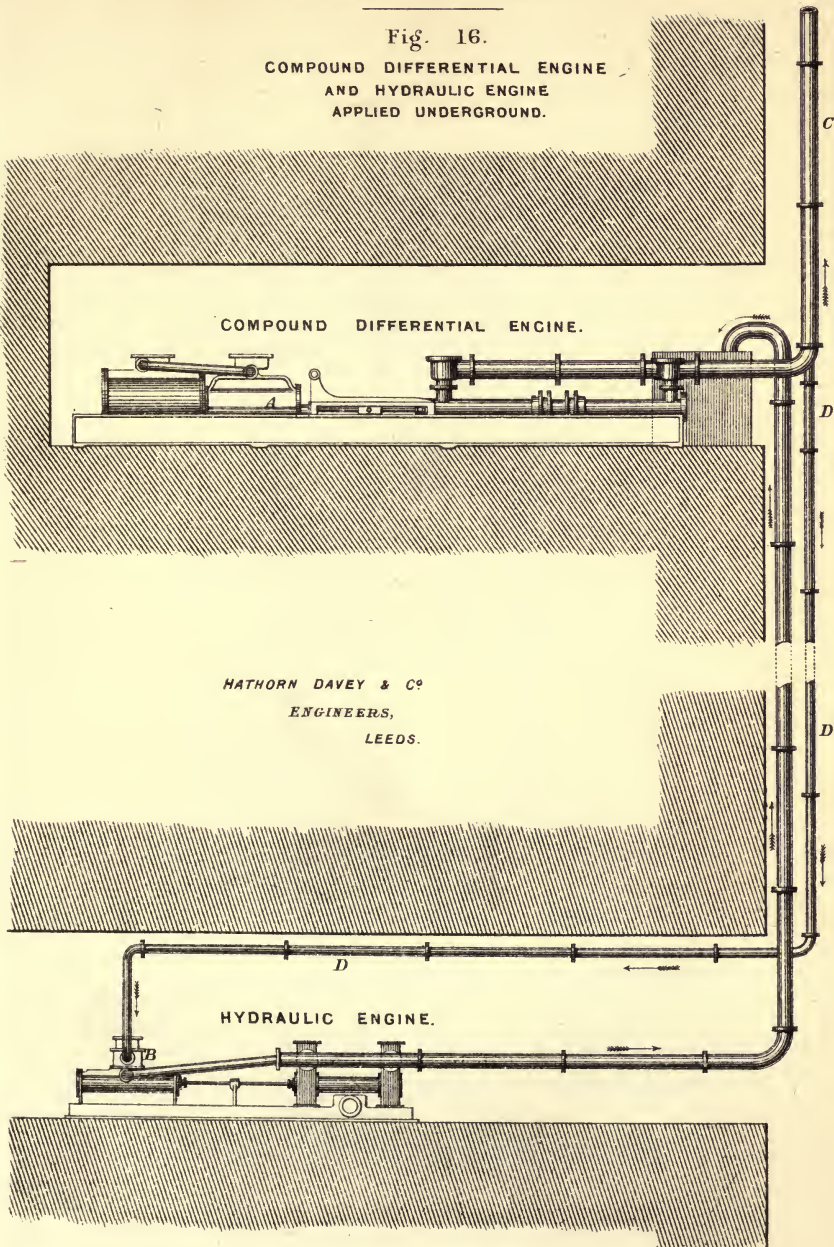 Fig. 16.
COMPOUND DIFFERENTIAL ENGINE
AND HYDRAULIC ENGINE
APPLIED UNDERGROUND.
C
COMPOUND DIFFERENTIAL ENGINE.
A
D
HATHORN DAVEY & Cº
ENGINEERS,
LEEDS.
D
D
HYDRAULIC ENGINE.
B